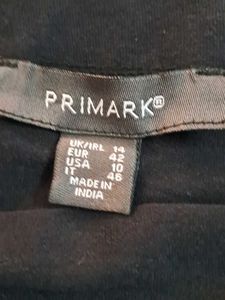 PRIMARK®
UK/IRL 14
EUR 42
USA 10
IT 46
MADE IN
INDIA